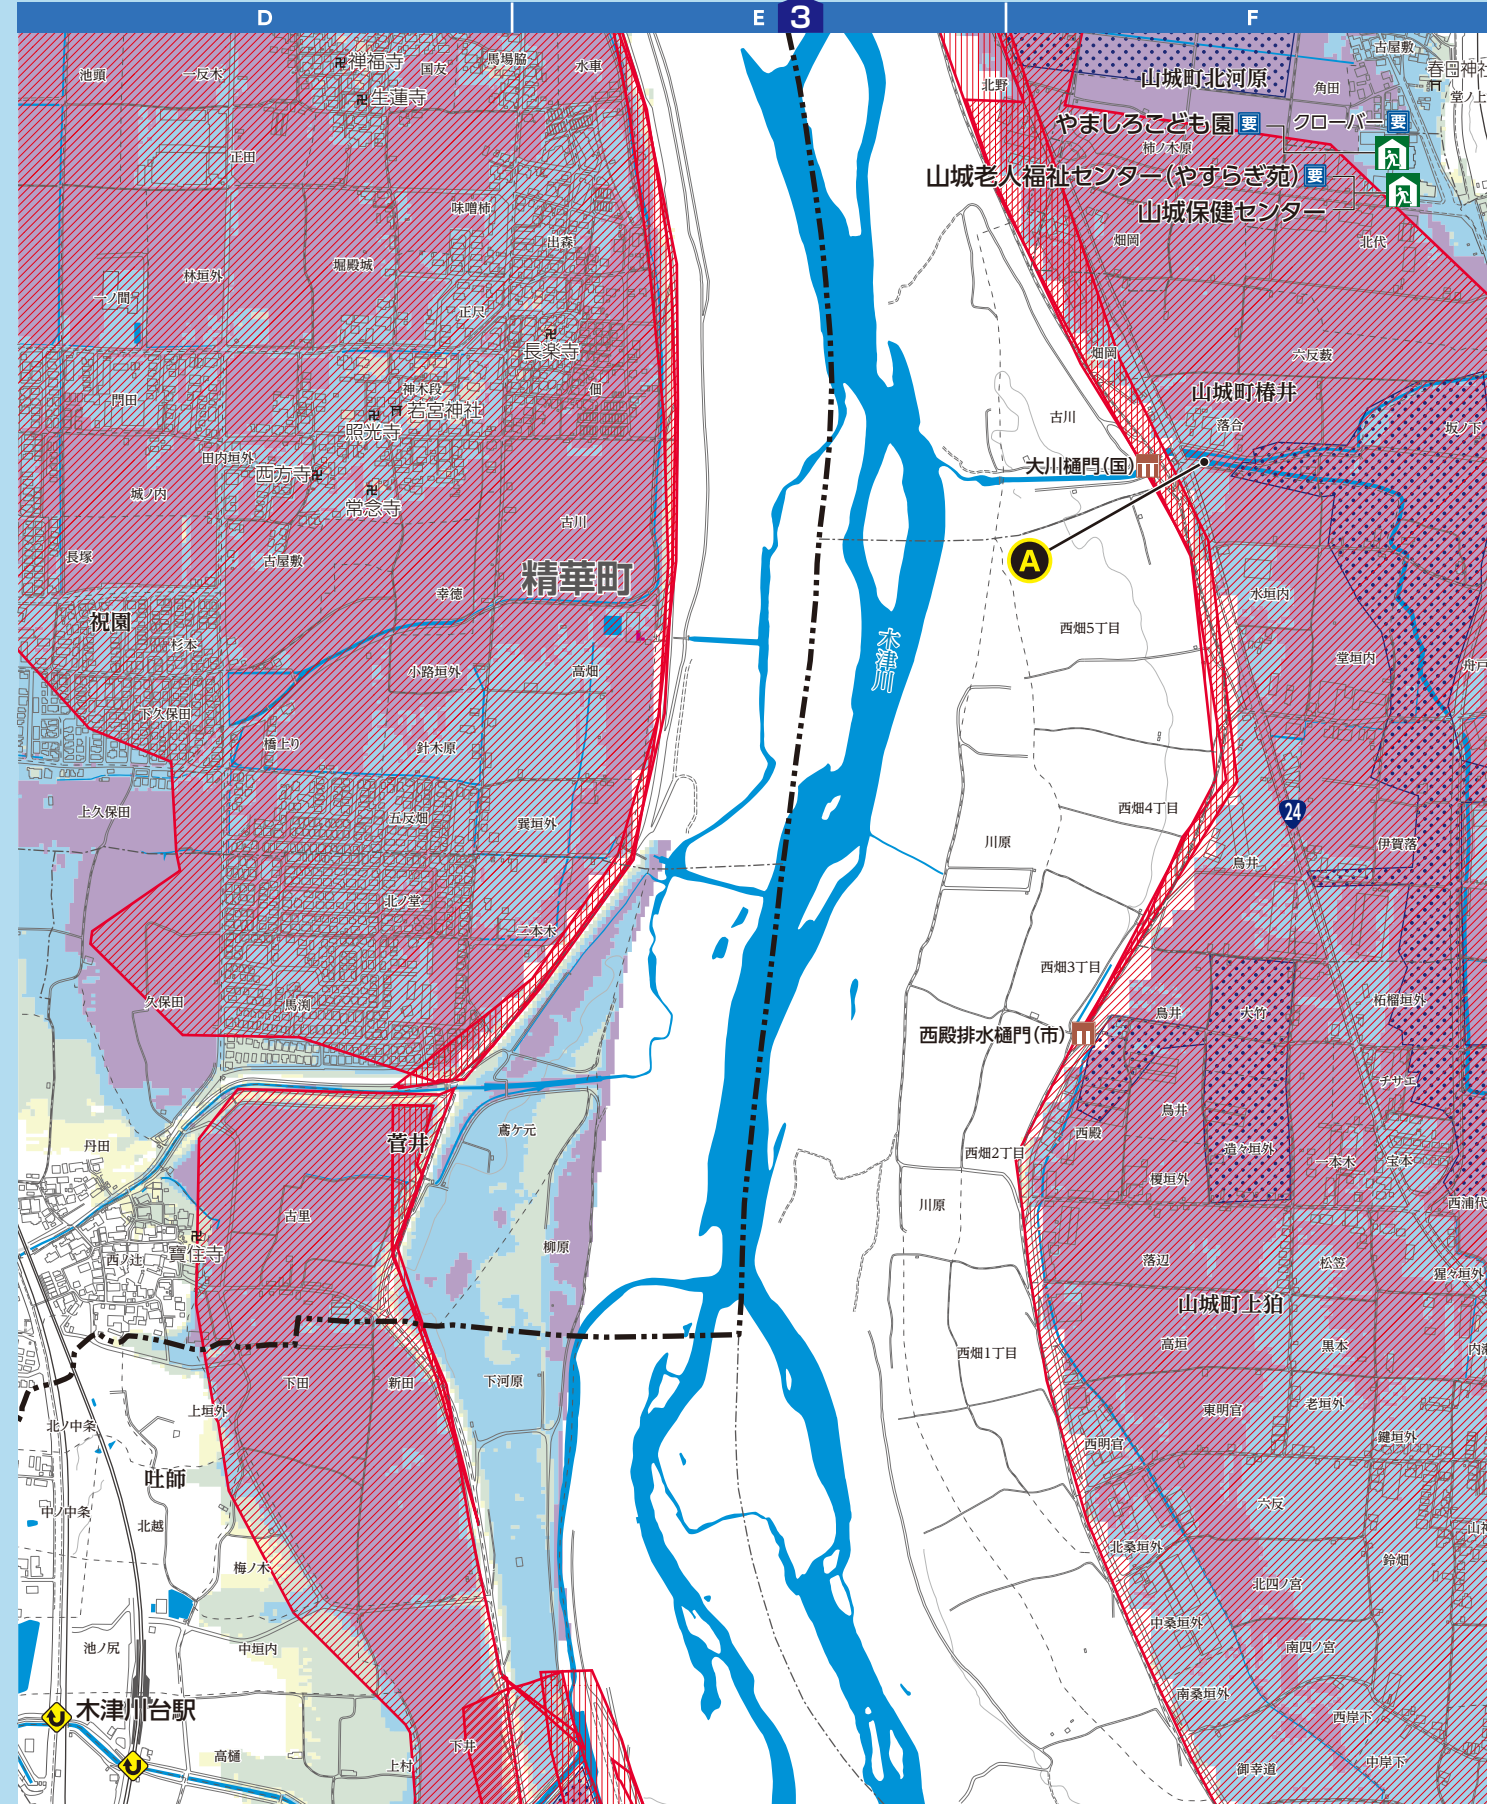 D
E
3
F
池頭
一反木
禅福寺
国友
馬場脇
水車
生蓮寺
正田
味噌柿
出森
林垣外
堀殿城
一ノ間
正尺
長楽寺
門田
神木段
佃
若宮神社
照光寺
田内垣外
西方寺
城ノ内
常念寺
古川
長塚
古屋敷
精華町
幸徳
祝園
杉本
小路垣外
高畑
下久保田
橋上り
針木原
上久保田
五反畑
巽垣外
北ノ堂
二本木
久保田
馬渕
丹田
菅井
鳶ケ元
古里
寶住寺
西ノ辻
柳原
下田
新田
下河原
上垣外
北ノ中条
吐師
中ノ中条
北越
梅ノ木
池ノ尻
中垣内
木津川台駅
高樋
上村
下井
北野
山城町北河原
古屋敷
角田
春日神社
堂ノ上
やましろこども園
要
クローバー
要
柿ノ木原
山城老人福祉センター(やすらぎ苑)
要
山城保健センター
畑岡
北代
畑岡
六反薮
山城町椿井
古川
落合
坂ノ下
大川樋門(国)
A
水垣内
木津川
西畑5丁目
堂垣内
舟戸
西畑4丁目
24
川原
伊賀落
鳥井
西畑3丁目
柘榴垣外
鳥井
大竹
西殿排水樋門(市)
チサエ
鳥井
西殿
西畑2丁目
造々垣外
一本木
宝本
榎垣外
川原
西浦代
落辺
松笠
猩々垣外
山城町上狛
西畑1丁目
高垣
黒本
東明官
老垣外
西明官
鍵垣外
六反
北桑垣外
鈴畑
北四ノ宮
中桑垣外
南四ノ宮
南桑垣外
西岸下
御幸道
中岸下